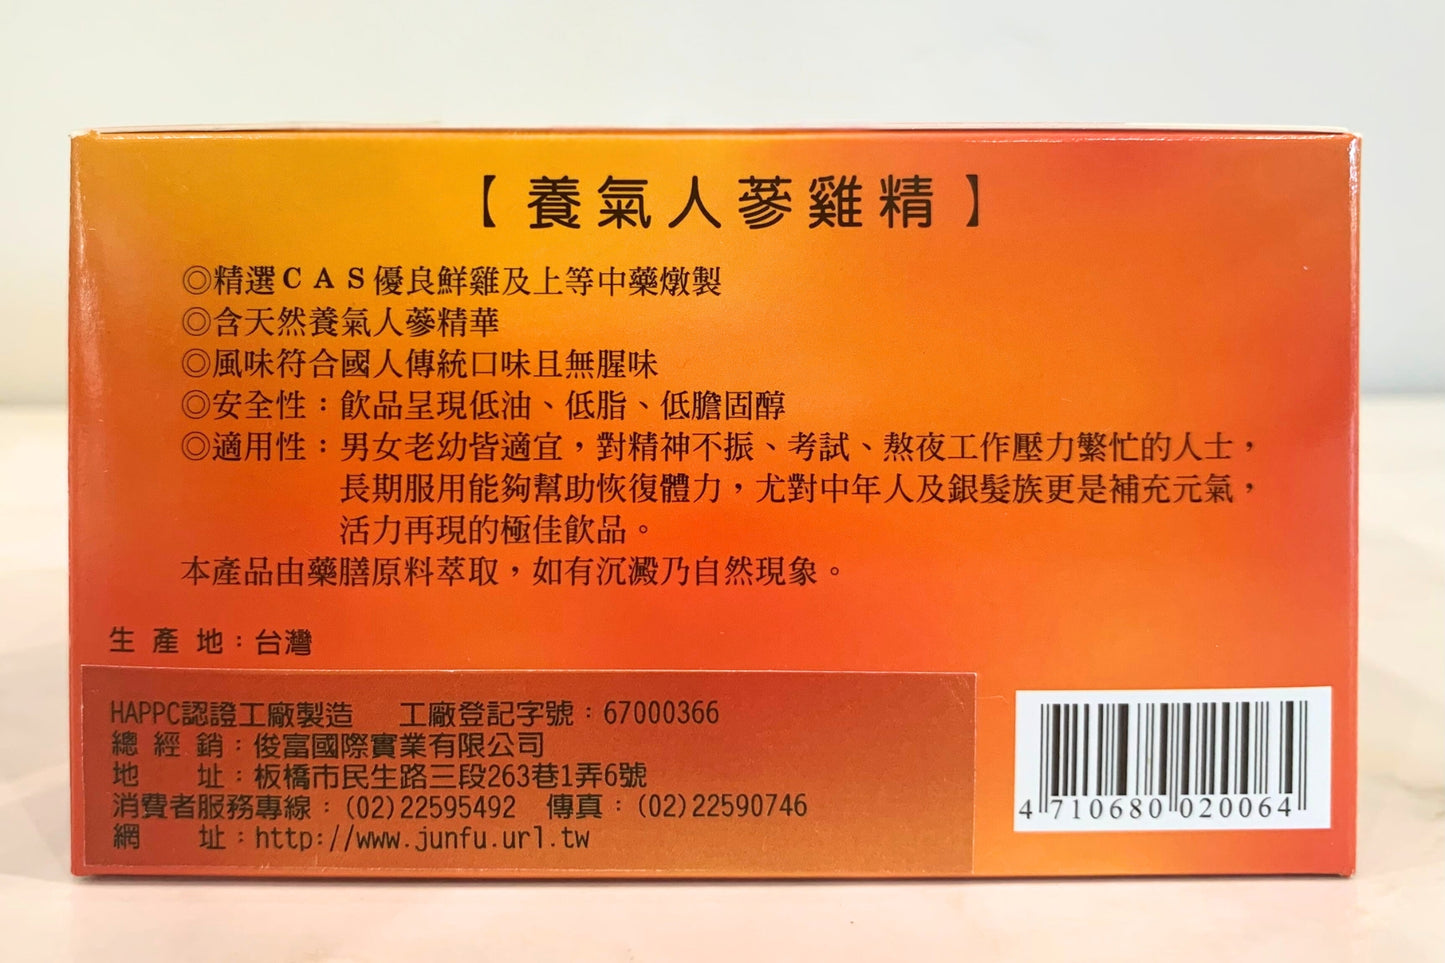 【養氣人蔘雞精】
◎精選CAS優良鮮雞及上等中藥燉製
◎含天然養氣人蔘精華
◎風味符合國人傳統口味且無腥味
◎安全性：飲品呈現低油、低脂、低膽固醇
◎適用性：男女老幼皆適宜，對精神不振、考試、熬夜工作壓力繁忙的人士，
長期服用能夠幫助恢復體力，尤對中年人及銀髮族更是補充元氣，
活力再現的極佳飲品。
本產品由藥膳原料萃取，如有沉澱乃自然現象。
生產地：台灣
HAPPC認證工廠製造 工廠登記字號：67000366
總經銷：俊富國際實業有限公司
地址：板橋市民生路三段263巷1弄6號
消費者服務專線：(02)22595492 傳真：(02)22590746
網址：http://www.junfu.url.tw
4 710680 020064